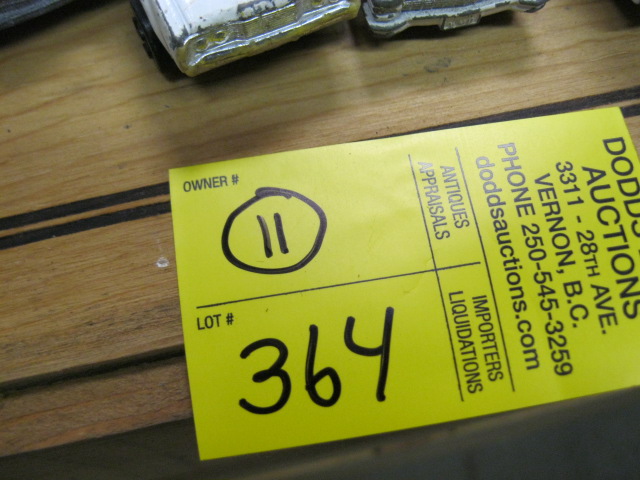 OWNER #
11
LOT #
364
ANTIQUES
APPRAISALS
IMPORTERS
LIQUIDATIONS
DODDS
AUCTIONS
3311 - 28TH AVE.
VERNON, B.C.
PHONE 250-545-3259
doddsauctions.com